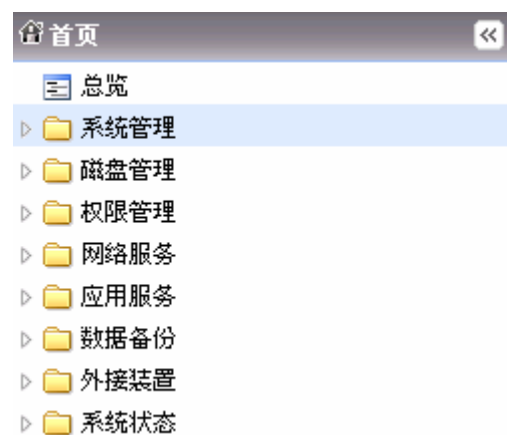 首页
总览
系统管理
磁盘管理
权限管理
网络服务
应用服务
数据备份
外接装置
系统状态